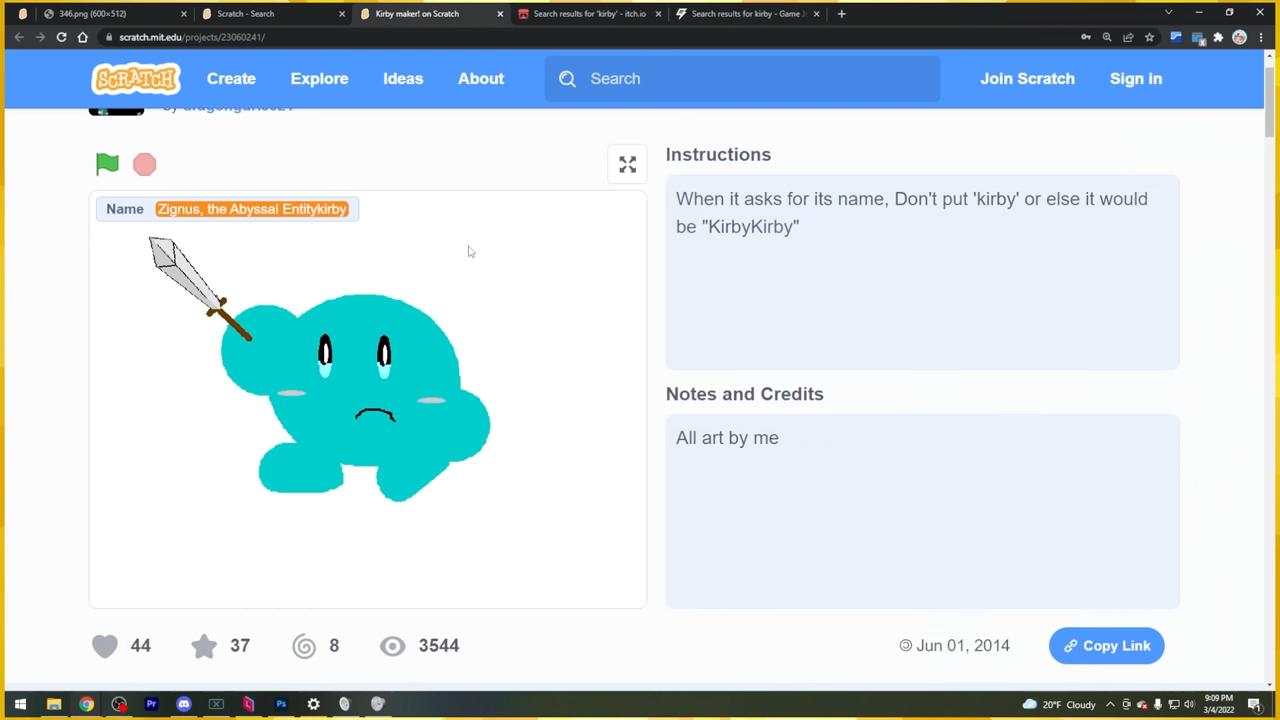 346.png (600×512)
Scratch - Search
Kirby maker! on Scratch
Search results for 'kirby' - itch.io
Search results for kirby - Game
scratch.mit.edu/projects/23060241/
SCRATCH
Create
Explore
Ideas
About
Search
Join Scratch
Sign in
Name Zignus, the Abyssal Entitykirby
Instructions
When it asks for its name, Don't put 'kirby' or else it would
be "KirbyKirby"
Notes and Credits
All art by me
44
37
8
3544
Jun 01, 2014
Copy Link
20°F Cloudy
9:09 PM
3/4/2022